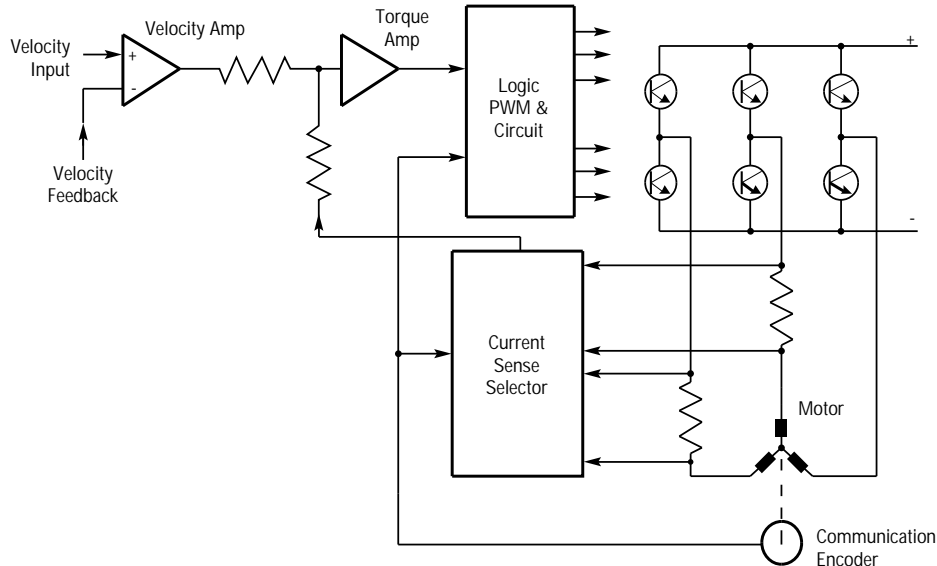 Velocity Amp
Velocity
Input
+
-
Velocity
Feedback
Torque
Amp
Logic
PWM &
Circuit
+
-
Current
Sense
Selector
Motor
Communication
Encoder